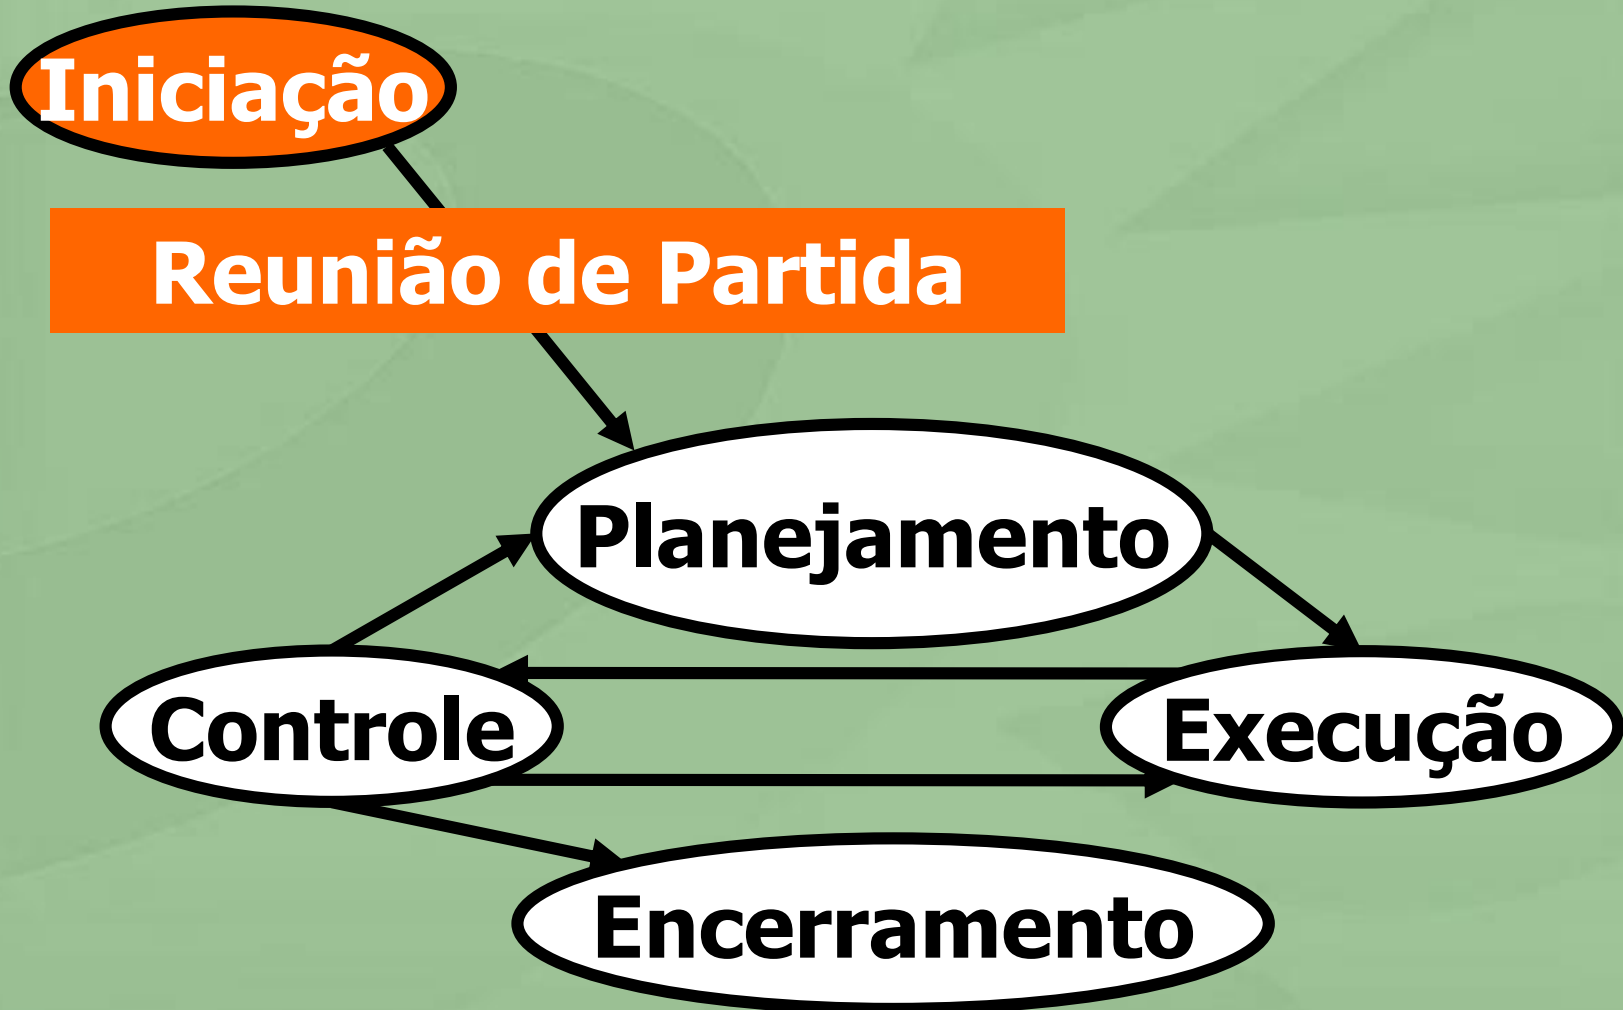 Iniciação
Reunião de Partida
Planejamento
Controle
Execução
Encerramento